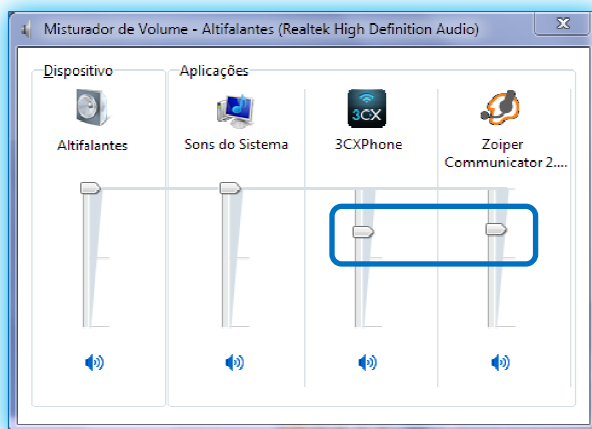 Misturador de Volume - Altifalantes (Realtek High Definition Audio)
Dispositivo
Aplicações
3CX
Altifalantes
Sons do Sistema
3CXPhone
Zoiper
Communicator 2....